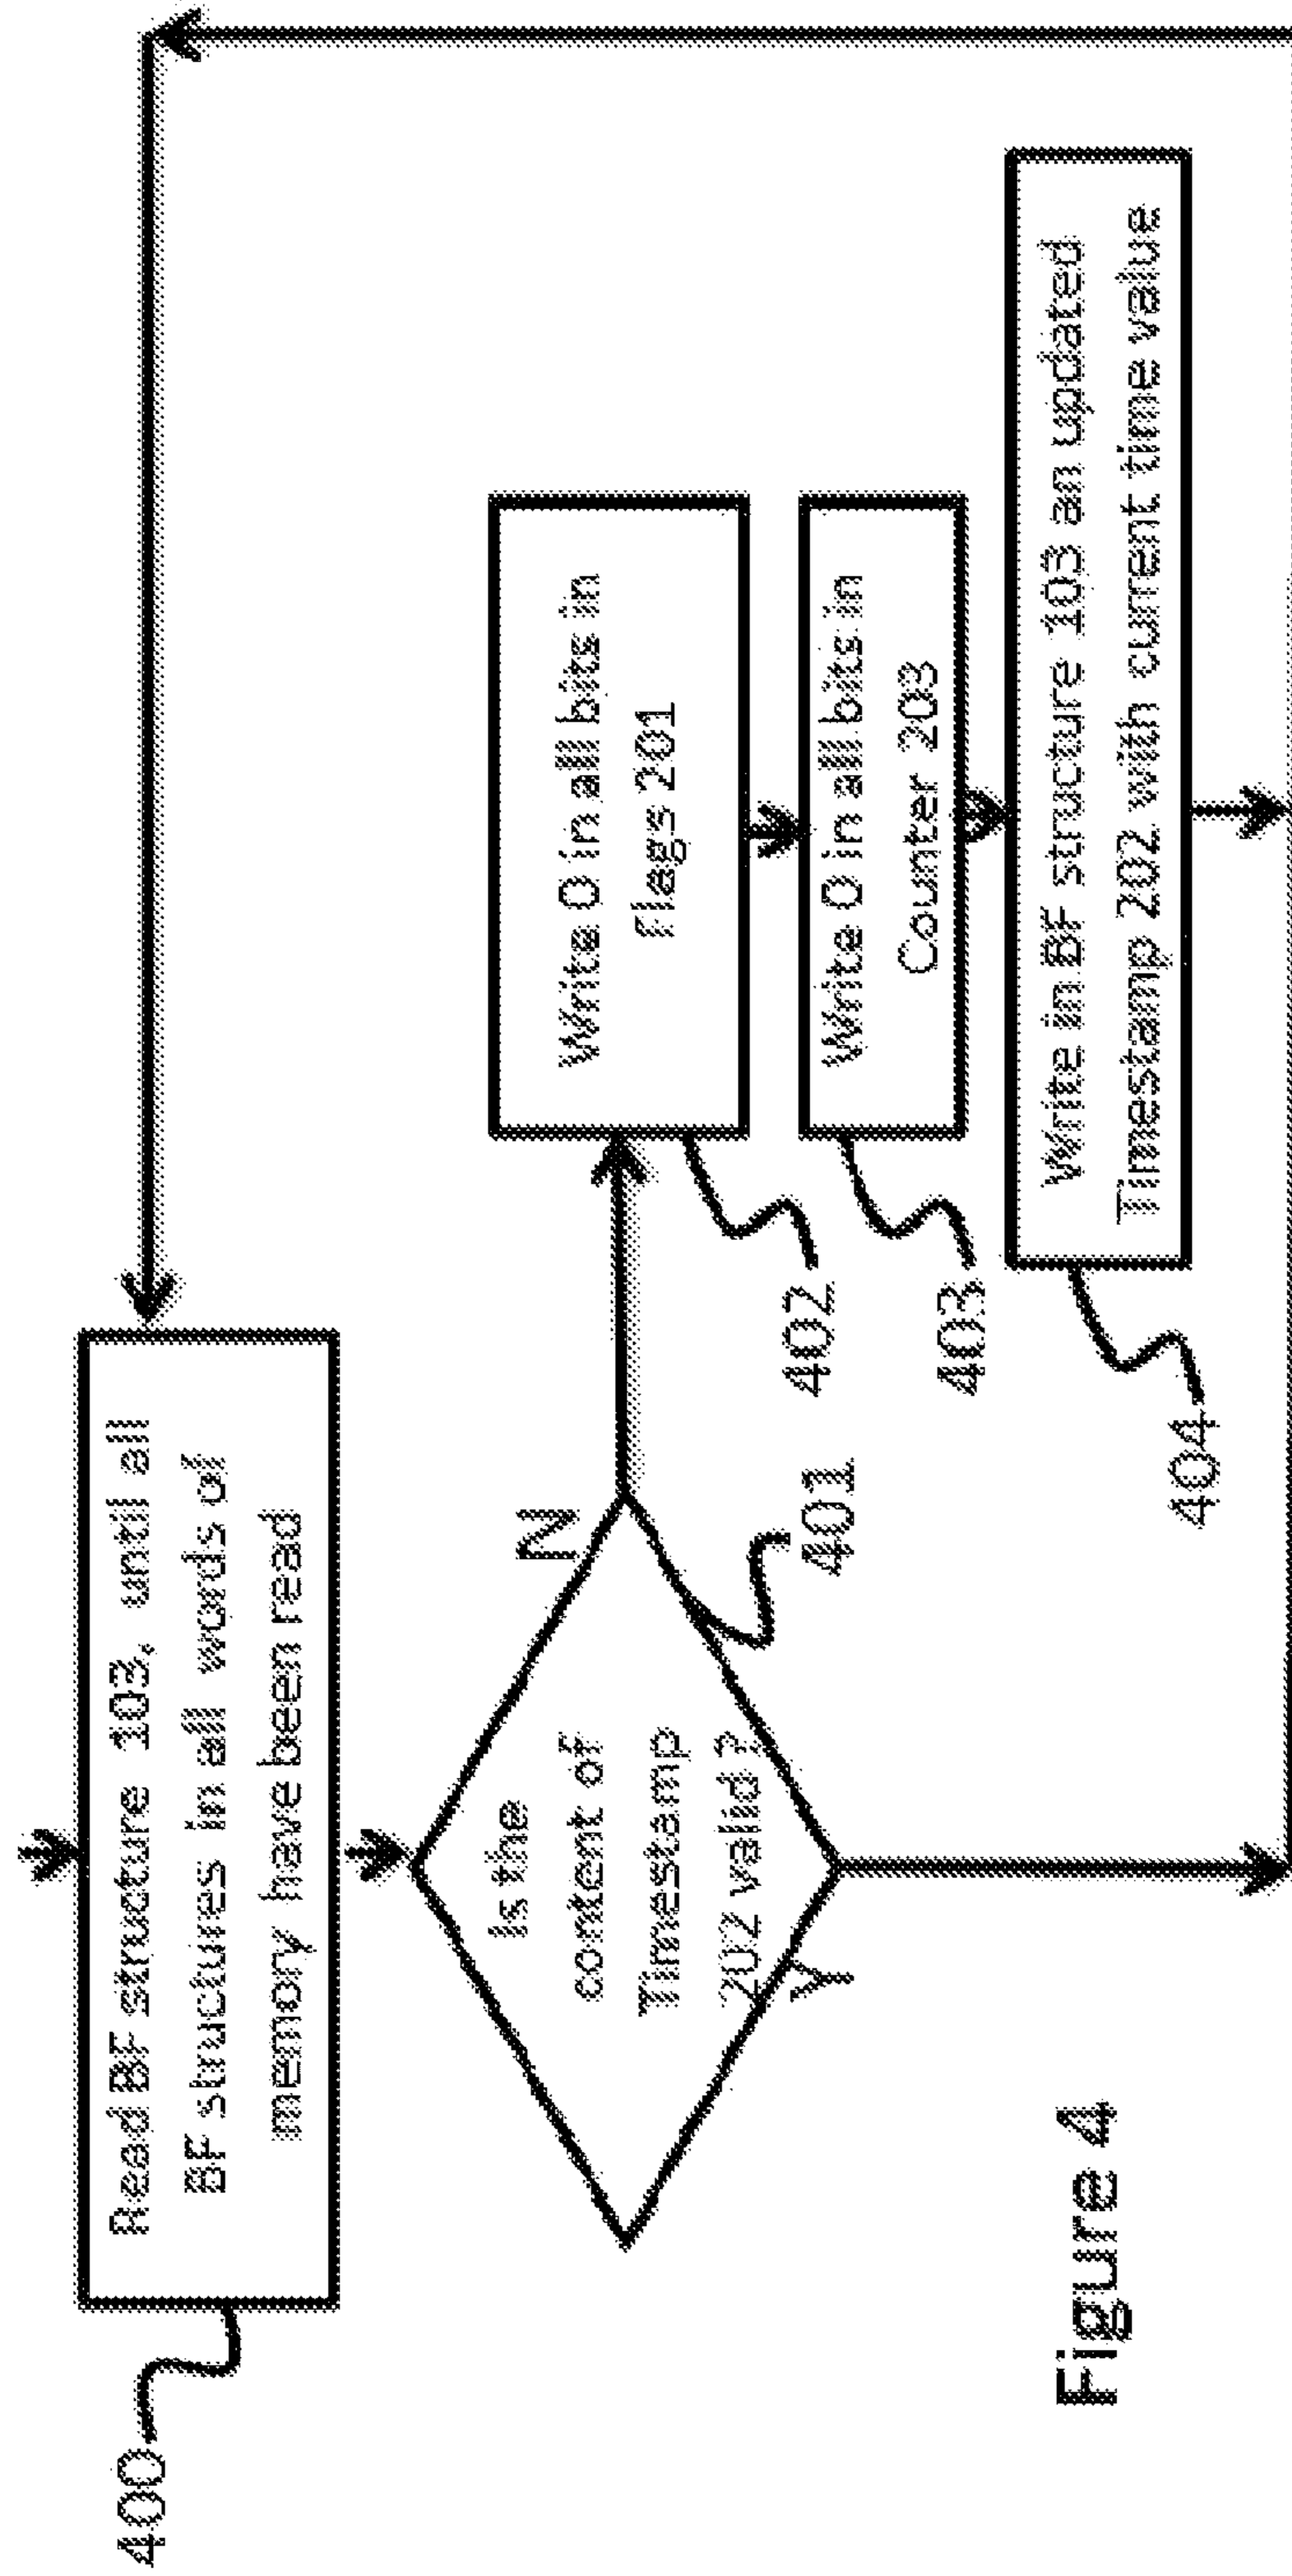 400
Read BF structure 103, until all
BF structures in all words of
memory have been read
Is the
content of
Timestamp
202 valid ?
N
Y
401
Write 0 in all bits in
Flags 201
402
Write 0 in all bits in
Counter 203
403
Write in BF structure 103 an updated
Timestamp 202 with current time value
404
Figure 4